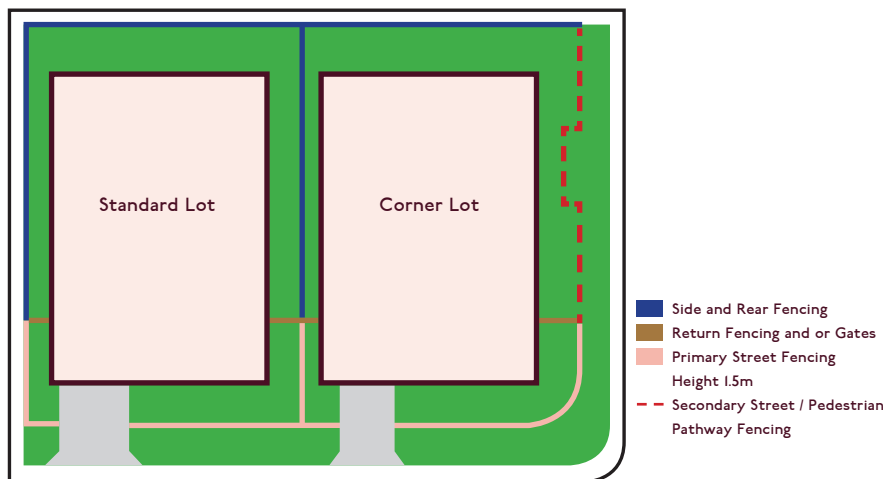 Standard Lot
Corner Lot
Side and Rear Fencing
Return Fencing and or Gates
Primary Street Fencing
Height 1.5m
Secondary Street / Pedestrian
Pathway Fencing